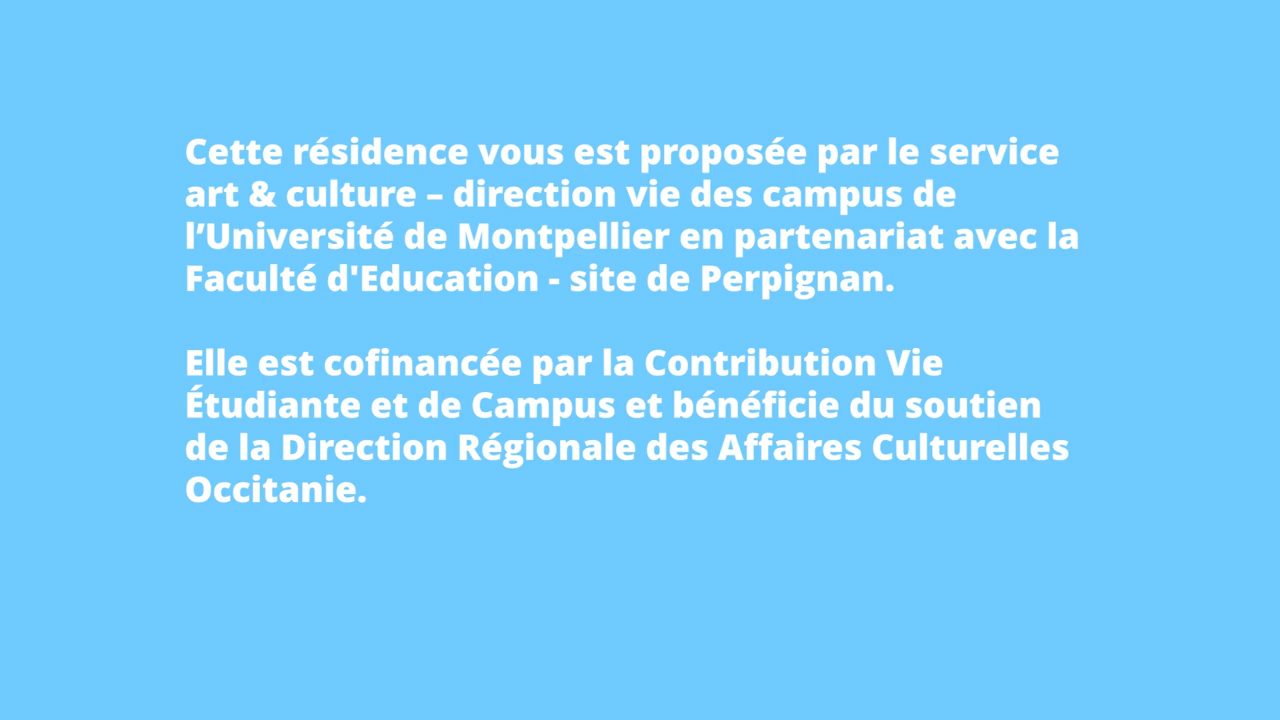 Cette résidence vous est proposée par le service
art & culture – direction vie des campus de
l’Université de Montpellier en partenariat avec la
Faculté d'Education - site de Perpignan.
Elle est cofinancée par la Contribution Vie
Étudiante et de Campus et bénéficie du soutien
de la Direction Régionale des Affaires Culturelles
Occitanie.